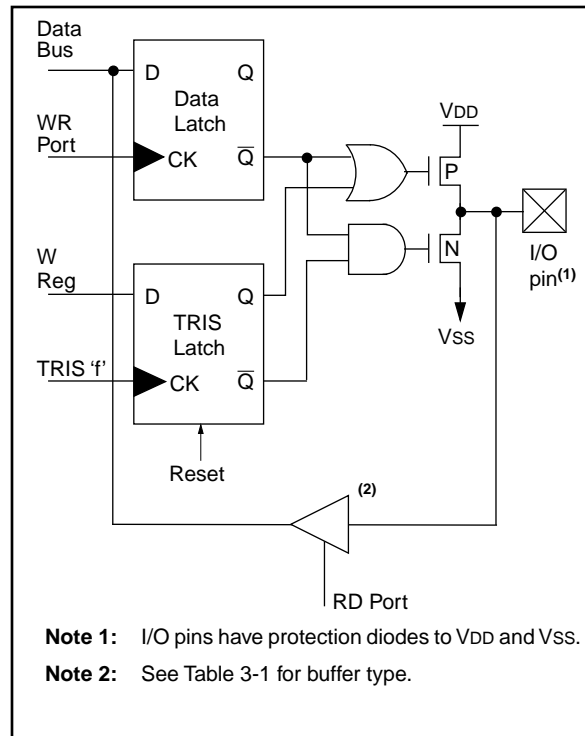 Data
Bus
D
Q
Data
Latch
WR
Port
CK
Q
VDD
P
W
Reg
D
Q
TRIS
Latch
TRIS ‘f’
CK
Q
N
I/O
pin(1)
VSS
Reset
(2)
RD Port
Note 1: I/O pins have protection diodes to VDD and VSS.
Note 2: See Table 3-1 for buffer type.